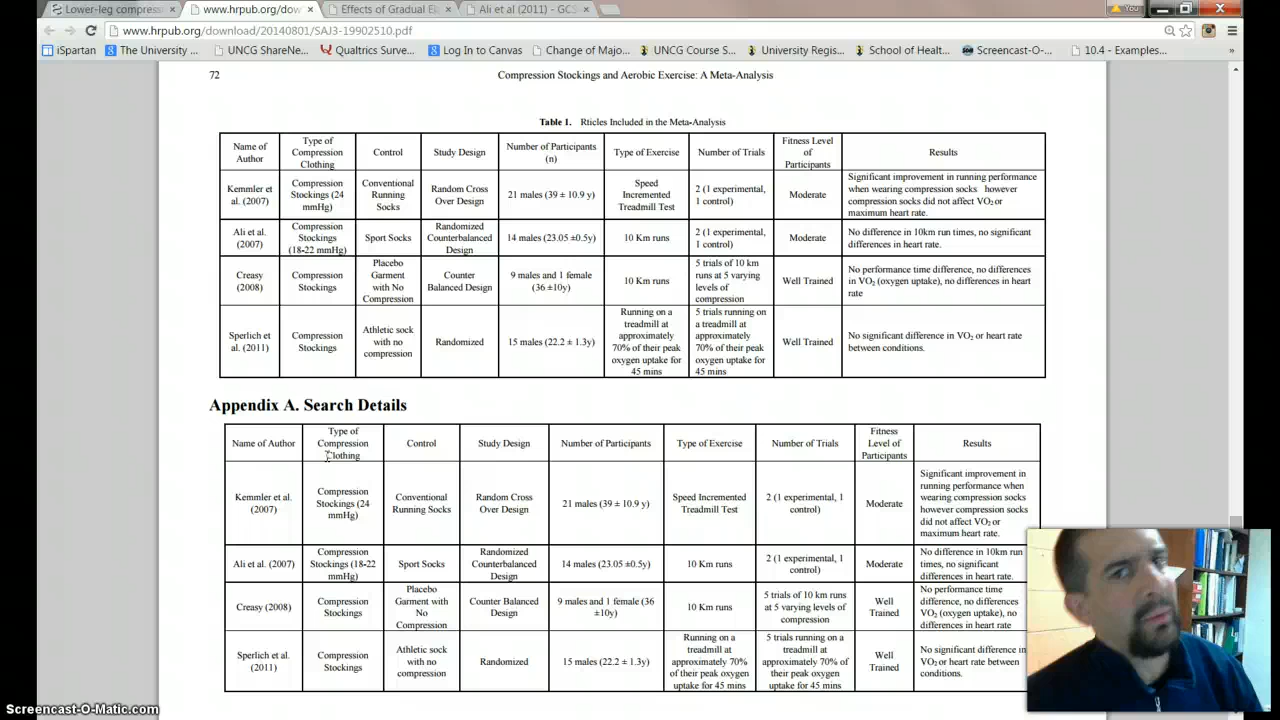 Lower-leg compress
www.hrpub.org/dow
Effects of Gradual E
Ali et al (2011) - GCS
You
www.hrpub.org/download/20140801/SAJ3-19902510.pdf
iSpartan
The University ...
UNCG ShareNe...
Qualtrics Surve...
Log In to Canvas
Change of Majo...
UNCG Course S...
University Regis...
School of Healt...
Screencast-O-...
10.4 - Examples...
»
72
Compression Stockings and Aerobic Exercise: A Meta-Analysis
Table 1. Rticles Included in the Meta-Analysis
Name of
Author
Type of
Compression
Clothing
Control
Study Design
Number of Participants
(n)
Type of Exercise
Number of Trials
Fitness Level
of
Participants
Results
Kemmler et
al. (2007)
Compression
Stockings (24
mmHg)
Conventional
Running
Socks
Random Cross
Over Design
21 males (39 ± 10.9 y)
Speed
Incremented
Treadmill Test
2 (1 experimental,
1 control)
Moderate
Significant improvement in running performance
when wearing compression socks however
compression socks did not affect VO2 or
maximum heart rate.
Ali et al.
(2007)
Compression
Stockings
(18-22 mmHg)
Sport Socks
Randomized
Counterbalanced
Design
14 males (23.05 ±0.5y)
10 Km runs
2 (1 experimental,
1 control)
Moderate
No difference in 10km run times, no significant
differences in heart rate.
Creasy
(2008)
Compression
Stockings
Placebo
Garment
with No
Compression
Counter
Balanced Design
9 males and 1 female
(36 ±10y)
10 Km runs
5 trials of 10 km
runs at 5 varying
levels of
compression
Well Trained
No performance time difference, no differences
in VO2 (oxygen uptake), no differences in heart
rate
Sperlich et
al. (2011)
Compression
Stockings
Athletic sock
with no
compression
Randomized
15 males (22.2 ± 1.3y)
Running on a
treadmill at
approximately
70% of their peak
oxygen uptake for
45 mins
5 trials running on
a treadmill at
approximately
70% of their peak
oxygen uptake for
45 mins
Well Trained
No significant difference in VO2 or heart rate
between conditions.
Appendix A. Search Details
Name of Author
Type of
Compression
Clothing
Control
Study Design
Number of Participants
Type of Exercise
Number of Trials
Fitness
Level of
Participants
Results
Kemmler et al.
(2007)
Compression
Stockings (24
mmHg)
Conventional
Running Socks
Random Cross
Over Design
21 males (39 ± 10.9 y)
Speed Incremented
Treadmill Test
2 (1 experimental, 1
control)
Moderate
Significant improvement in
running performance when
wearing compression socks
however compression socks
did not affect VO2 or
maximum heart rate.
Ali et al. (2007)
Compression
Stockings (18-22
mmHg)
Sport Socks
Randomized
Counterbalanced
Design
14 males (23.05 ±0.5y)
10 Km runs
2 (1 experimental, 1
control)
Moderate
No difference in 10km run
times, no significant
differences in heart rate.
Creasy (2008)
Compression
Stockings
Placebo
Garment with
No
Compression
Counter Balanced
Design
9 males and 1 female (36
±10y)
10 Km runs
5 trials of 10 km runs
at 5 varying levels of
compression
Well
Trained
No performance time
difference, no differences
VO2 (oxygen uptake), no
differences in heart rate
Sperlich et al.
(2011)
Compression
Stockings
Athletic sock
with no
compression
Randomized
15 males (22.2 ± 1.3y)
Running on a
treadmill at
approximately 70%
of their peak oxygen
uptake for 45 mins
5 trials running on a
treadmill at
approximately 70% of
their peak oxygen
uptake for 45 mins
Well
Trained
No significant difference in
VO2 or heart rate between
conditions.
Screencast-O-Matic.com